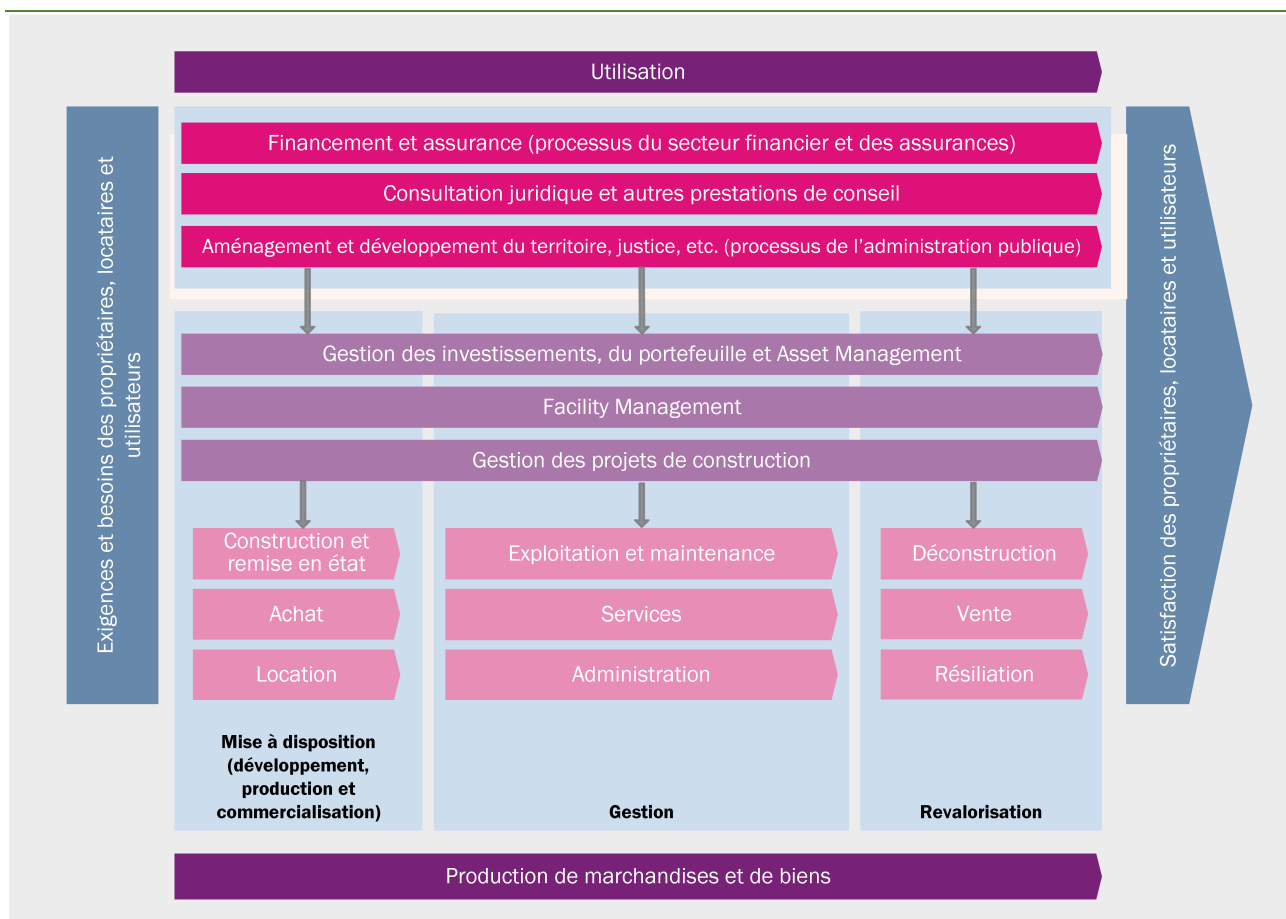 Utilisation
Exigences et besoins des propriétaires, locataires et
utilisateurs
Financement et assurance (processus du secteur financier et des assurances)
Consultation juridique et autres prestations de conseil
Aménagement et développement du territoire, justice, etc. (processus de l’administration publique)
Gestion des investissements, du portefeuille et Asset Management
Facility Management
Gestion des projets de construction
Construction et
remise en état
Achat
Location
Mise à disposition
(développement,
production et
commercialisation)
Exploitation et maintenance
Services
Administration
Gestion
Déconstruction
Vente
Résiliation
Revalorisation
Satisfaction des propriétaires, locataires et utilisateurs
Production de marchandises et de biens